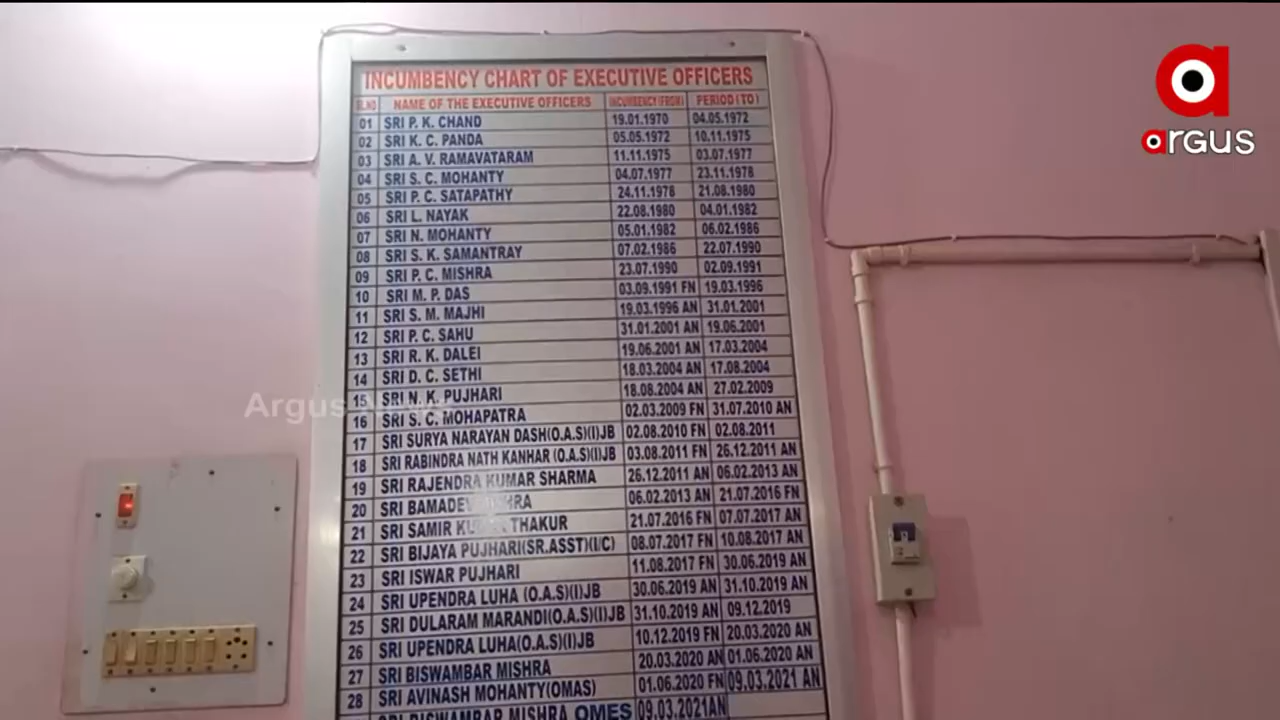 INCUMBENCY CHART OF EXECUTIVE OFFICERS
SR.NO NAME OF THE EXECUTIVE OFFICERS INCUMBENCY (FROM) PERIOD (TO)
01 SRI P. K. CHAND 19.01.1970 04.05.1972
02 SRI K. C. PANDA 05.05.1972 10.11.1975
03 SRI A. V. RAMAVATARAM 11.11.1975 03.07.1977
04 SRI S. C. MOHANTY 04.07.1977 23.11.1978
05 SRI P. C. SATAPATHY 24.11.1978 21.08.1980
06 SRI L. NAYAK 22.08.1980 04.01.1982
07 SRI N. MOHANTY 05.01.1982 06.02.1986
08 SRI S. K. SAMANTRAY 07.02.1986 22.07.1990
09 SRI P. C. MISHRA 23.07.1990 02.09.1991
10 SRI M. P. DAS 03.09.1991 FN 19.03.1996
11 SRI S. M. MAJHI 19.03.1996 AN 31.01.2001
12 SRI P. C. SAHU 31.01.2001 AN 19.06.2001
13 SRI R. K. DALEI 19.06.2001 AN 17.03.2004
14 SRI D. C. SETHI 18.03.2004 AN 17.08.2004
15 SRI N. K. PUJHARI 18.08.2004 AN 27.02.2009
16 SRI S. C. MOHAPATRA 02.03.2009 FN 31.07.2010 AN
17 SRI SURYA NARAYAN DASH(O.A.S)(I)JB 02.08.2010 FN 02.08.2011
18 SRI RABINDRA NATH KANHAR (O.A.S)(I)JB 03.08.2011 FN 26.12.2011 AN
19 SRI RAJENDRA KUMAR SHARMA 26.12.2011 AN 06.02.2013 AN
20 SRI BAMADEV 06.02.2013 AN 21.07.2016 FN
21 SRI SAMIR KUMAR THAKUR 21.07.2016 FN 07.07.2017 AN
22 SRI BIJAYA PUJHARI(SR.ASST)(I/C) 08.07.2017 FN 10.08.2017 AN
23 SRI ISWAR PUJHARI 11.08.2017 FN 30.06.2019 AN
24 SRI UPENDRA LUHA (O.A.S)(I)JB 30.06.2019 AN 31.10.2019 AN
25 SRI DULARAM MARANDI(O.A.S)(I)JB 31.10.2019 AN 09.12.2019
26 SRI UPENDRA LUHA(O.A.S)(I)JB 10.12.2019 FN 20.03.2020 AN
27 SRI BISWAMBAR MISHRA 20.03.2020 AN 01.06.2020 AN
28 SRI AVINASH MOHANTY(OMAS) 01.06.2020 FN 09.03.2021 AN
SRI BISWAMBAR MISHRA OMES 09.03.2021AN
argus
Argus News